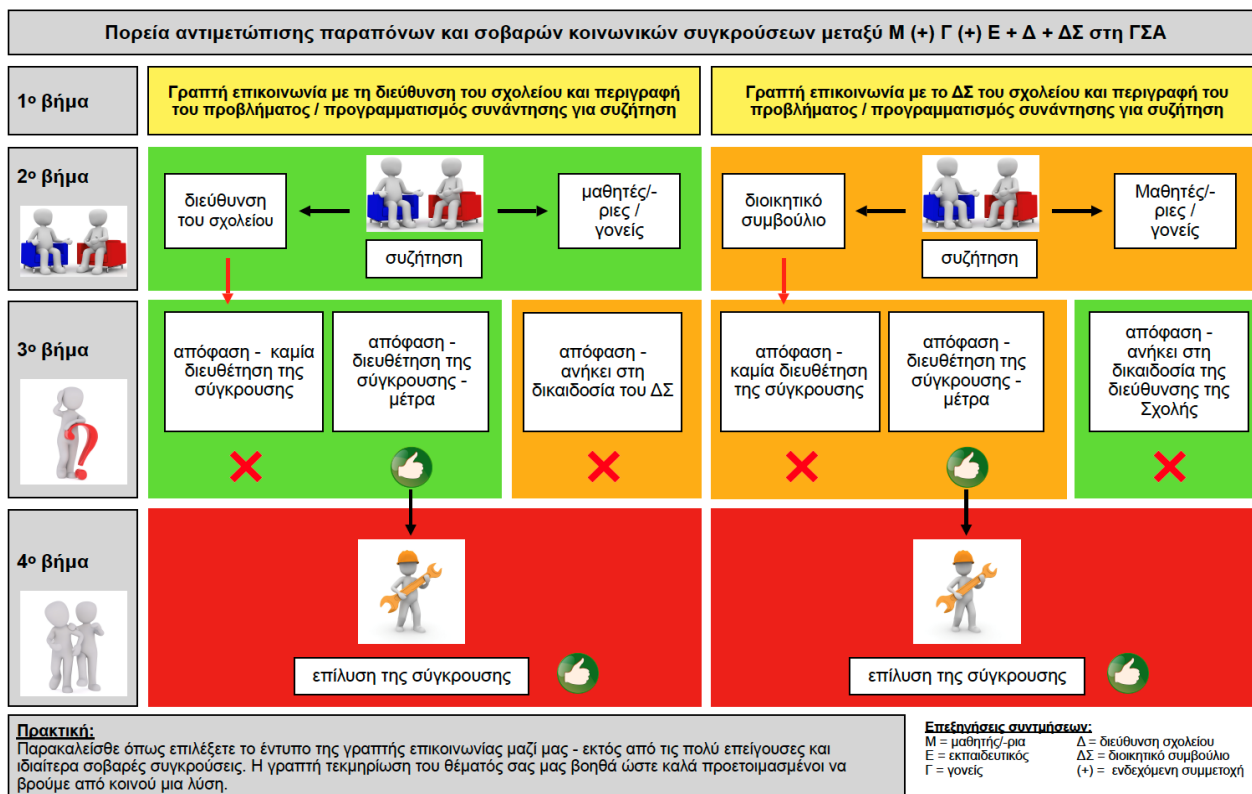 Πορεία αντιμετώπισης παραπόνων και σοβαρών κοινωνικών συγκρούσεων μεταξύ Μ (+) Γ (+) Ε + Δ + ΔΣ στη ΓΣΑ
1ο βήμα
Γραπτή επικοινωνία με τη διεύθυνση του σχολείου και περιγραφή
του προβλήματος / προγραμματισμός συνάντησης για συζήτηση
Γραπτή επικοινωνία με το ΔΣ του σχολείου και περιγραφή του
προβλήματος / προγραμματισμός συνάντησης για συζήτηση
2ο βήμα
διεύθυνση
του σχολείου
συζήτηση
μαθητές/-
ριες /
γονείς
διοικητικό
συμβούλιο
συζήτηση
Μαθητές/-
ριες /
γονείς
3ο βήμα
απόφαση - καμία
διευθέτηση της
σύγκρουσης
απόφαση -
διευθέτηση της
σύγκρουσης -
μέτρα
απόφαση -
ανήκει στη
δικαιδοσία του ΔΣ
απόφαση -
καμία διευθέτηση
της σύγκρουσης
απόφαση -
διευθέτηση της
σύγκρουσης -
μέτρα
απόφαση -
ανήκει στη
δικαιδοσία της
διεύθυνσης της
Σχολής
4ο βήμα
επίλυση της σύγκρουσης
επίλυση της σύγκρουσης
Πρακτική:
Παρακαλείσθε όπως επιλέξετε το έντυπο της γραπτής επικοινωνίας μαζί μας - εκτός από τις πολύ επείγουσες και
ιδιαίτερα σοβαρές συγκρούσεις. Η γραπτή τεκμηρίωση του θέματός σας μας βοηθά ώστε καλά προετοιμασμένοι να
βρούμε από κοινού μια λύση.
Επεξηγήσεις συντμήσεων:
Μ = μαθητής/-ρια
Ε = εκπαιδευτικός
Γ = γονείς
Δ = διεύθυνση σχολείου
ΔΣ = διοικητικό συμβούλιο
(+) = ενδεχόμενη συμμετοχή